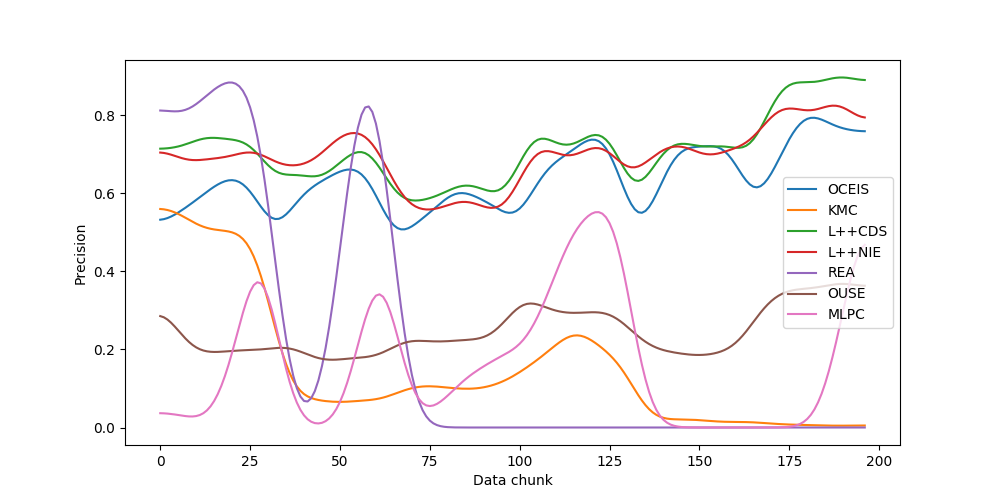 0.8
0.6
0.4
0.2
0.0
Precision
0
25
50
75
100
125
150
175
200
Data chunk
OCEIS
KMC
L++CDS
L++NIE
REA
OUSE
MLPC